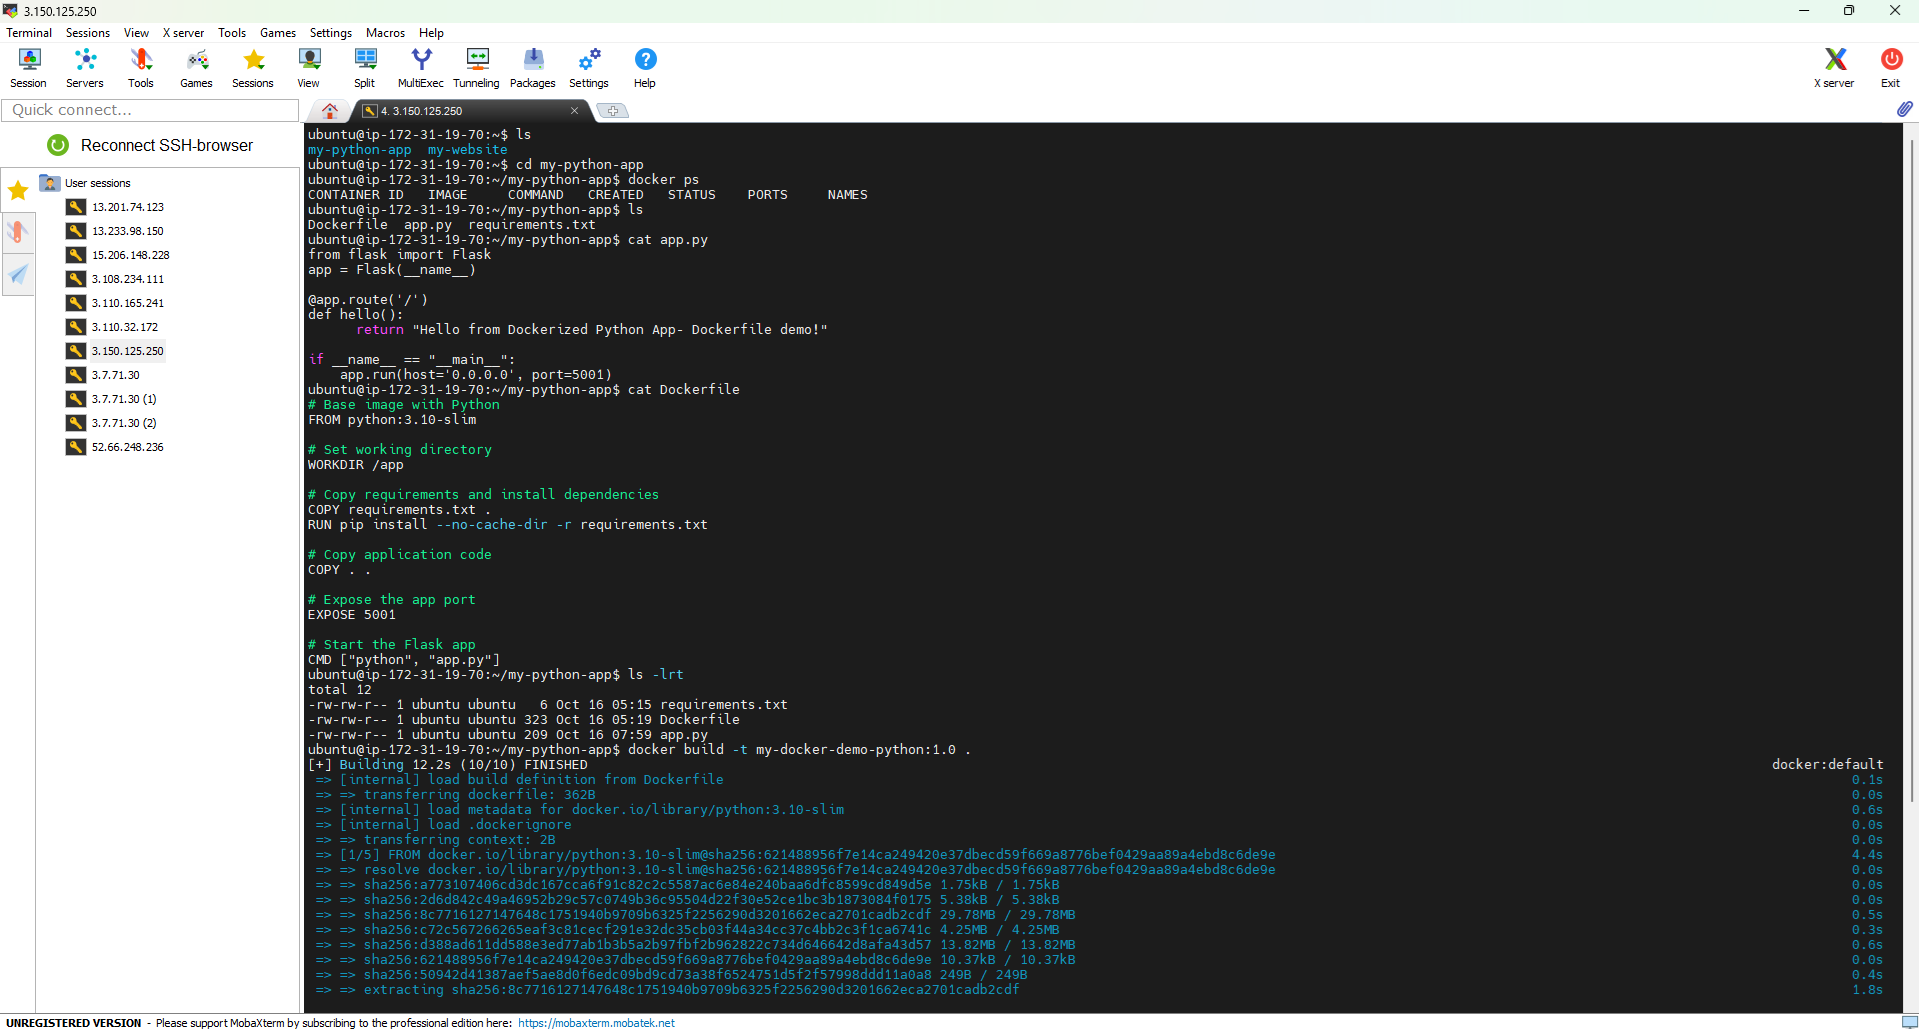 3.150.125.250
Terminal Sessions View X server Tools Games Settings Macros Help
Session Servers Tools Games Sessions View Split MultiExec Tunneling Packages Settings Help X server Exit
Quick connect...
4. 3.150.125.250
Reconnect SSH-browser
User sessions
13.201.74.123
13.233.98.150
15.206.148.228
3.108.234.111
3.110.165.241
3.110.32.172
3.150.125.250
3.7.71.30
3.7.71.30 (1)
3.7.71.30 (2)
52.66.248.236
ubuntu@ip-172-31-19-70:~$ ls
my-python-app  my-website
ubuntu@ip-172-31-19-70:~$ cd my-python-app
ubuntu@ip-172-31-19-70:~/my-python-app$ docker ps
CONTAINER ID   IMAGE     COMMAND   CREATED   STATUS    PORTS     NAMES
ubuntu@ip-172-31-19-70:~/my-python-app$ ls
Dockerfile  app.py  requirements.txt
ubuntu@ip-172-31-19-70:~/my-python-app$ cat app.py
from flask import Flask
app = Flask(__name__)
@app.route('/')
def hello():
      return "Hello from Dockerized Python App- Dockerfile demo!"
if __name__ == "__main__":
    app.run(host='0.0.0.0', port=5001)
ubuntu@ip-172-31-19-70:~/my-python-app$ cat Dockerfile
# Base image with Python
FROM python:3.10-slim
# Set working directory
WORKDIR /app
# Copy requirements and install dependencies
COPY requirements.txt .
RUN pip install --no-cache-dir -r requirements.txt
# Copy application code
COPY . .
# Expose the app port
EXPOSE 5001
# Start the Flask app
CMD ["python", "app.py"]
ubuntu@ip-172-31-19-70:~/my-python-app$ ls -lrt
total 12
-rw-rw-r-- 1 ubuntu ubuntu   6 Oct 16 05:15 requirements.txt
-rw-rw-r-- 1 ubuntu ubuntu 323 Oct 16 05:19 Dockerfile
-rw-rw-r-- 1 ubuntu ubuntu 209 Oct 16 07:59 app.py
ubuntu@ip-172-31-19-70:~/my-python-app$ docker build -t my-docker-demo-python:1.0 .
[+] Building 12.2s (10/10) FINISHED docker:default
=> [internal] load build definition from Dockerfile 0.1s
=> => transferring dockerfile: 362B 0.0s
=> [internal] load metadata for docker.io/library/python:3.10-slim 0.6s
=> [internal] load .dockerignore 0.0s
=> => transferring context: 2B 0.0s
=> [1/5] FROM docker.io/library/python:3.10-slim@sha256:621488956f7e14ca249420e37dbecd59f669a8776bef0429aa89a4ebd8c6de9e 4.4s
=> => resolve docker.io/library/python:3.10-slim@sha256:621488956f7e14ca249420e37dbecd59f669a8776bef0429aa89a4ebd8c6de9e 0.0s
=> => sha256:a773107406cd3dc167cca6f91c82c2c5587ac6e84e240baa6dfc8599cd849d5e 1.75kB / 1.75kB 0.0s
=> => sha256:2d6d842c49a46952b29c57c0749b36c95504d22f30e52ce1bc3b1873084f0175 5.38kB / 5.38kB 0.0s
=> => sha256:8c7716127147648c1751940b9709b6325f2256290d3201662eca2701cadb2cdf 29.78MB / 29.78MB 0.5s
=> => sha256:c72c567266265eaf3c81cecf291e32dc35cb03f44a34cc37c4bb2c3f1ca6741c 4.25MB / 4.25MB 0.3s
=> => sha256:d388ad611dd588e3ed77ab1b3b5a2b97fbf2b962822c734d646642d8afa43d57 13.82MB / 13.82MB 0.6s
=> => sha256:621488956f7e14ca249420e37dbecd59f669a8776bef0429aa89a4ebd8c6de9e 10.37kB / 10.37kB 0.0s
=> => sha256:50942d41387aef5ae8d0f6edc09bd9cd73a38f6524751d5f2f57998ddd11a0a8 249B / 249B 0.4s
=> => extracting sha256:8c7716127147648c1751940b9709b6325f2256290d3201662eca2701cadb2cdf 1.8s
UNREGISTERED VERSION - Please support MobaXterm by subscribing to the professional edition here: https://mobaxterm.mobatek.net